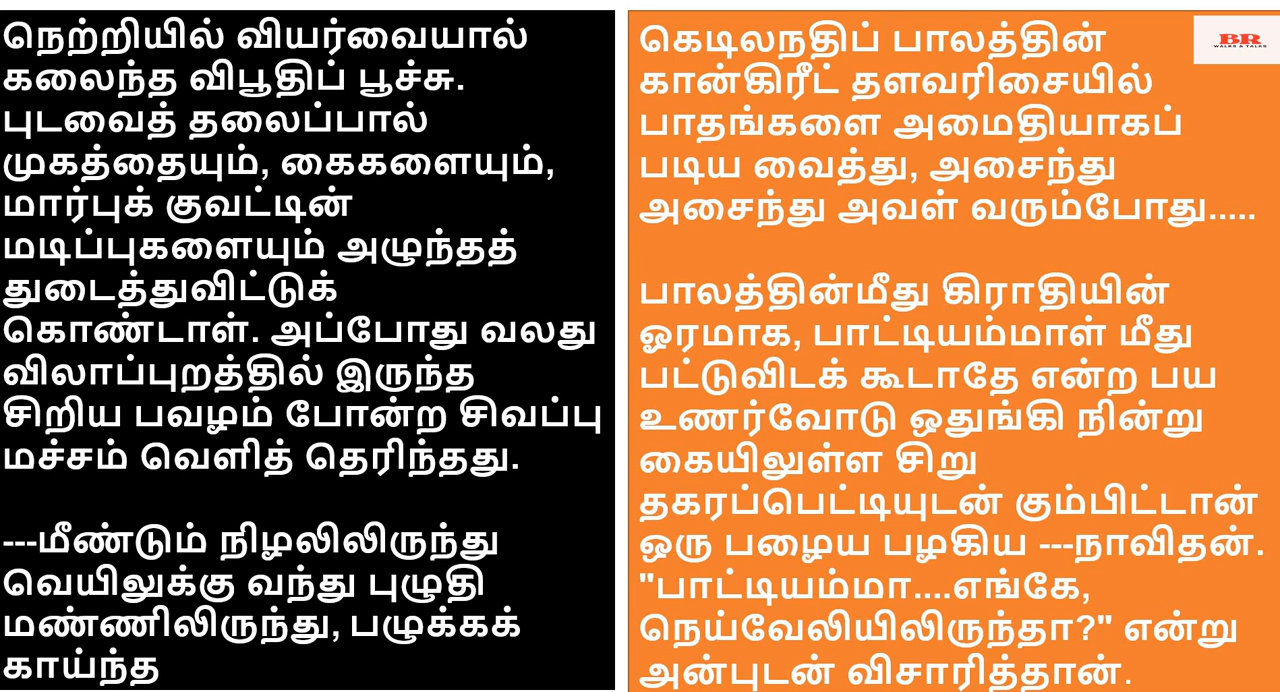 நெற்றியில் வியர்வையால்
கலைந்த விபூதிப் பூச்சு.
புடவைத் தலைப்பால்
முகத்தையும், கைகளையும்,
மார்புக் குவட்டின்
மடிப்புகளையும் அழுந்தத்
துடைத்துவிட்டுக்
கொண்டாள். அப்போது வலது
விலாப்புறத்தில் இருந்த
சிறிய பவழம் போன்ற சிவப்பு
மச்சம் வெளித் தெரிந்தது.
---மீண்டும் நிழலிலிருந்து
வெயிலுக்கு வந்து புழுதி
மண்ணிலிருந்து, பழுக்கக்
காய்ந்த
கெடிலநதிப் பாலத்தின்
கான்கிரீட் தளவரிசையில்
பாதங்களை அமைதியாகப்
படிய வைத்து, அசைந்து
அசைந்து அவள் வரும்போது.....
பாலத்தின்மீது கிராதியின்
ஓரமாக, பாட்டியம்மாள் மீது
பட்டுவிடக் கூடாதே என்ற பய
உணர்வோடு ஒதுங்கி நின்று
கையிலுள்ள சிறு
தகரப்பெட்டியுடன் கும்பிட்டான்
ஒரு பழைய பழகிய ---நாவிதன்.
"பாட்டியம்மா....எங்கே,
நெய்வேலியிலிருந்தா?" என்று
அன்புடன் விசாரித்தான்.
BR
WALKS & TALKS